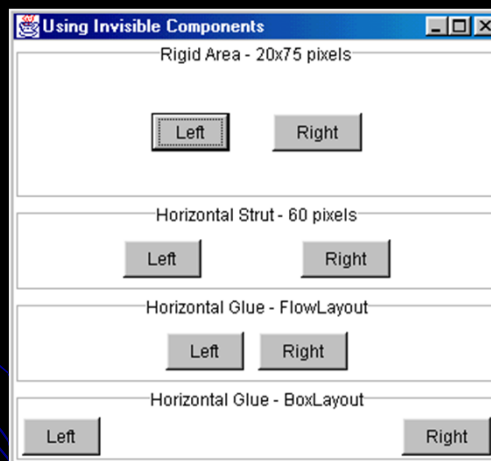 Using Invisible Components
Rigid Area - 20x75 pixels
Left Right
Horizontal Strut - 60 pixels
Left Right
Horizontal Glue - FlowLayout
Left Right
Horizontal Glue - BoxLayout
Left Right